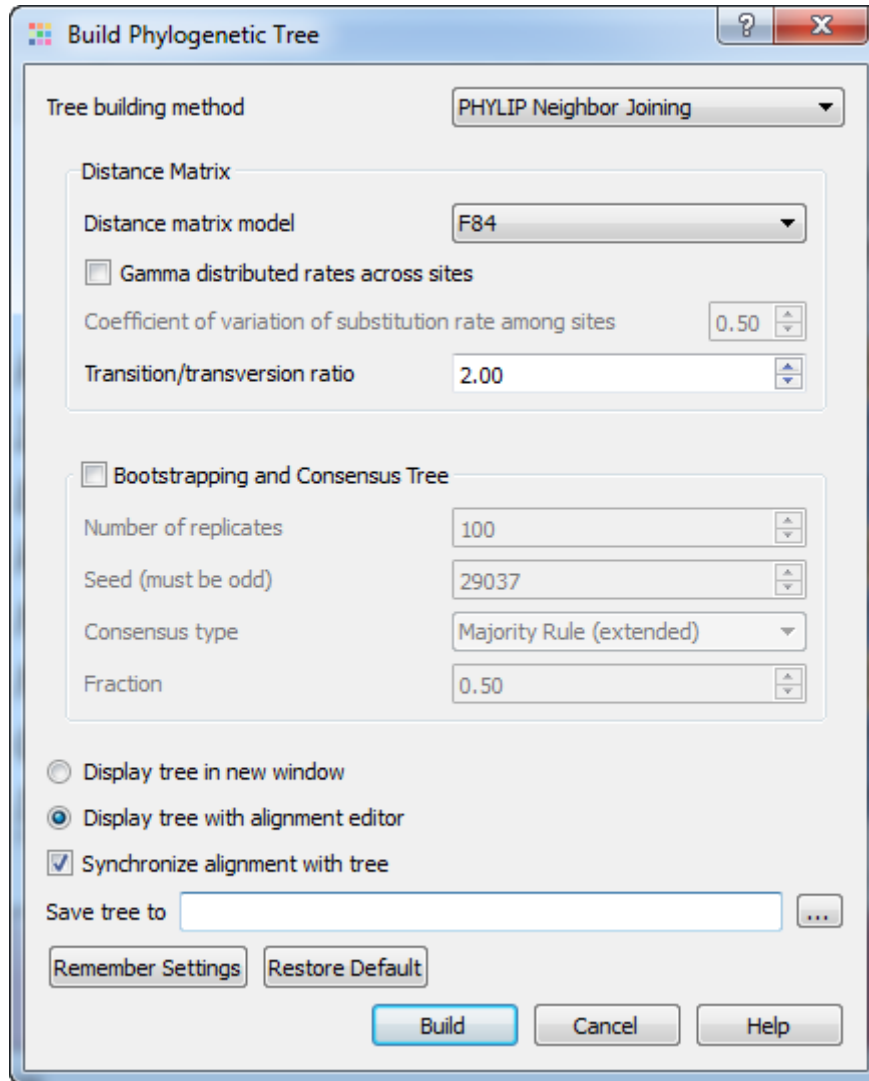 Build Phylogenetic Tree
?
Tree building method PHYLIP Neighbor Joining
Distance Matrix
Distance matrix model F84
Gamma distributed rates across sites
Coefficient of variation of substitution rate among sites 0.50
Transition/transversion ratio 2.00
Bootstrapping and Consensus Tree
Number of replicates 100
Seed (must be odd) 29037
Consensus type Majority Rule (extended)
Fraction 0.50
Display tree in new window
Display tree with alignment editor
Synchronize alignment with tree
Save tree to ...
Remember Settings Restore Default
Build Cancel Help